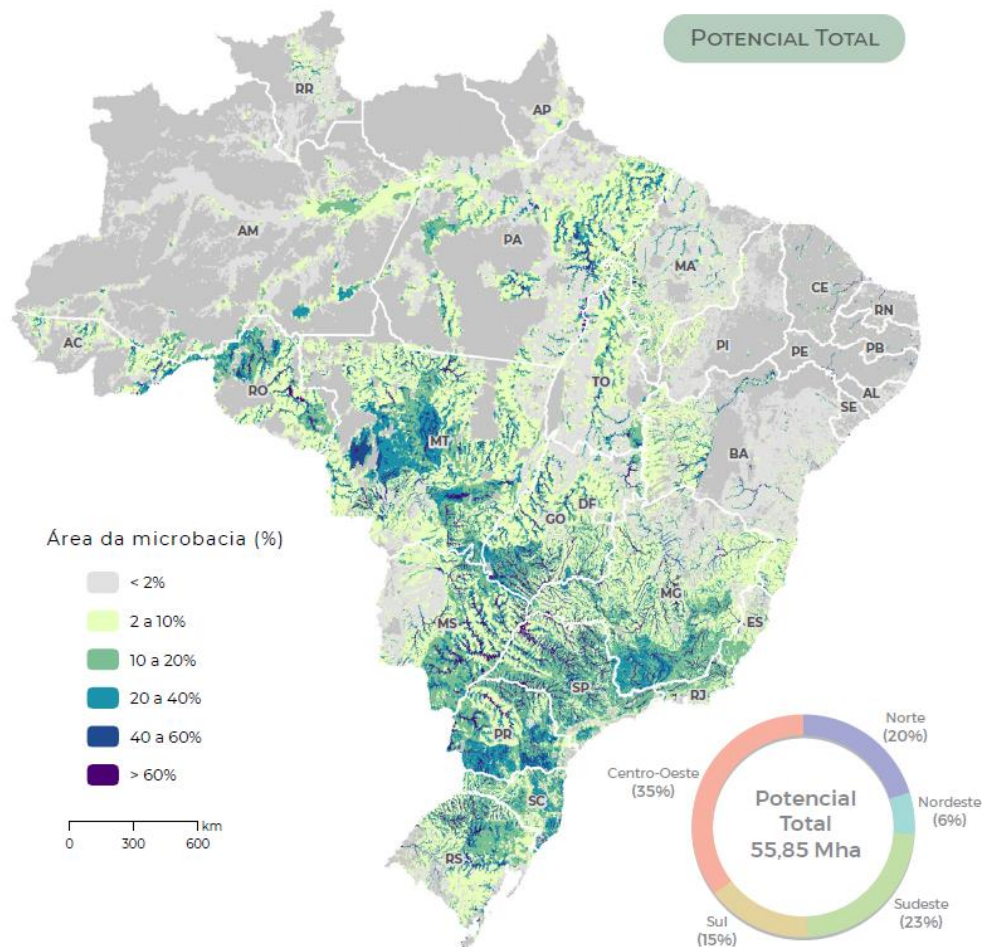 POTENCIAL TOTAL
RR
AP
AM
PA
MA
CE
RN
PB
PE
PI
AL
SE
AC
RO
TO
MT
BA
DF
GO
MG
ES
MS
SP
RJ
PR
SC
RS
Área da microbacia (%)
< 2%
2 a 10%
10 a 20%
20 a 40%
40 a 60%
> 60%
km
0 300 600
Norte
(20%)
Centro-Oeste
(35%)
Nordeste
(6%)
Potencial
Total
55,85 Mha
Sul
(15%)
Sudeste
(23%)